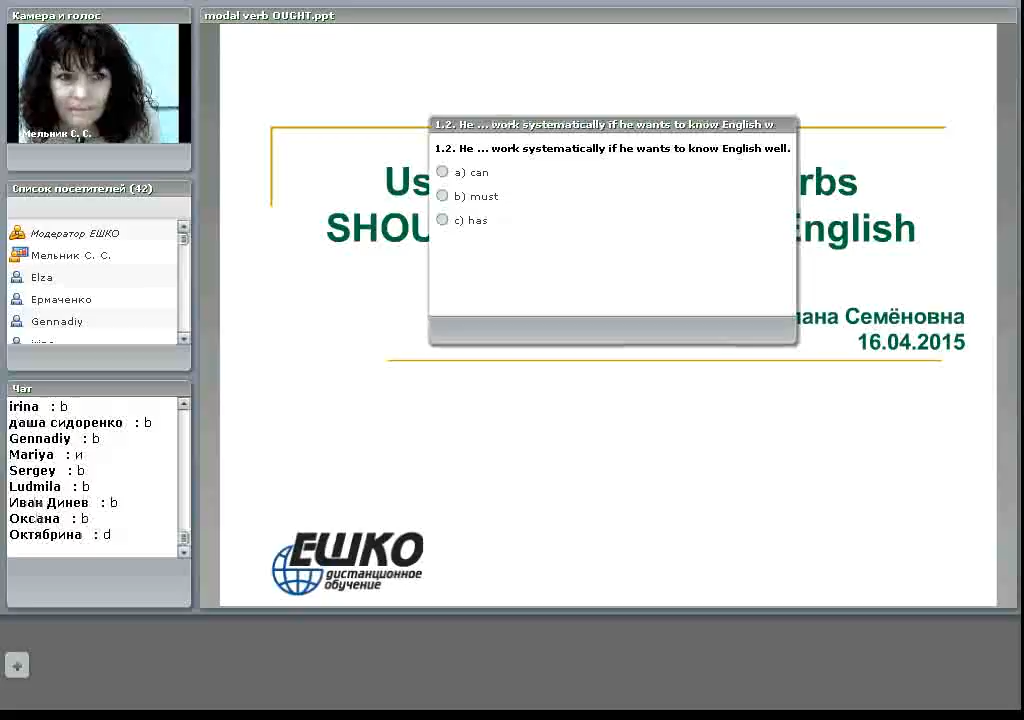 Камера и голос
Мельник С. С.
Список посетителей (42)
Модератор ЕШКО
Мельник С. С.
Elza
Ермаченко
Gennadiy
irina
Чат
irina : b
даша сидоренко : b
Gennadiy : b
Mariya : и
Sergey : b
Ludmila : b
Иван Динев : b
Оксана : b
Октябрина : d
modal verb OUGHT.ppt
1.2. He ... work systematically if he wants to know English w
1.2. He ... work systematically if he wants to know English well.
a) can
b) must
c) has
Us rbs
SHOU English
лана Семёновна
16.04.2015
ЕШКО
дистанционное
обучение